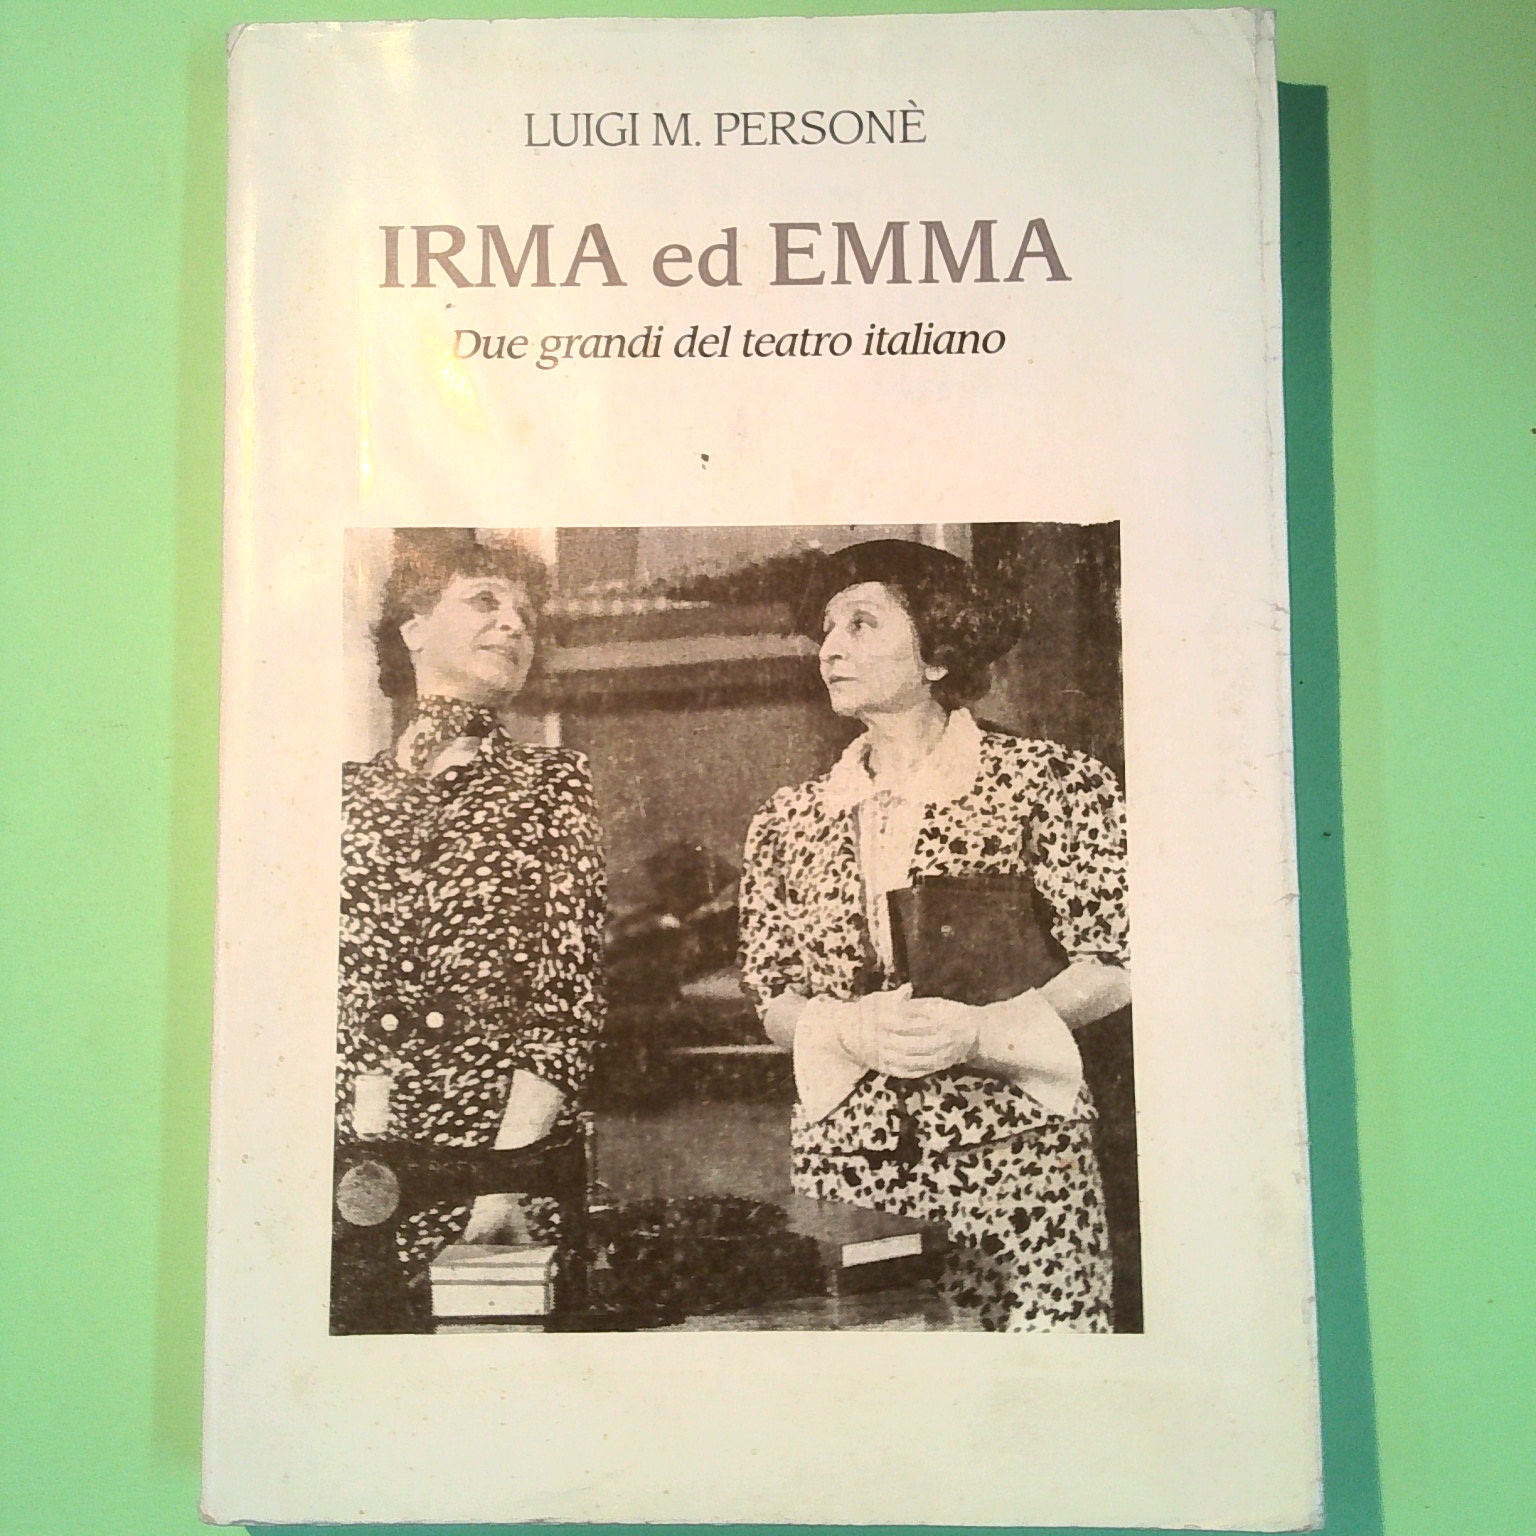 LUIGI M. PERSONÈ
IRMA ed EMMA
Due grandi del teatro italiano